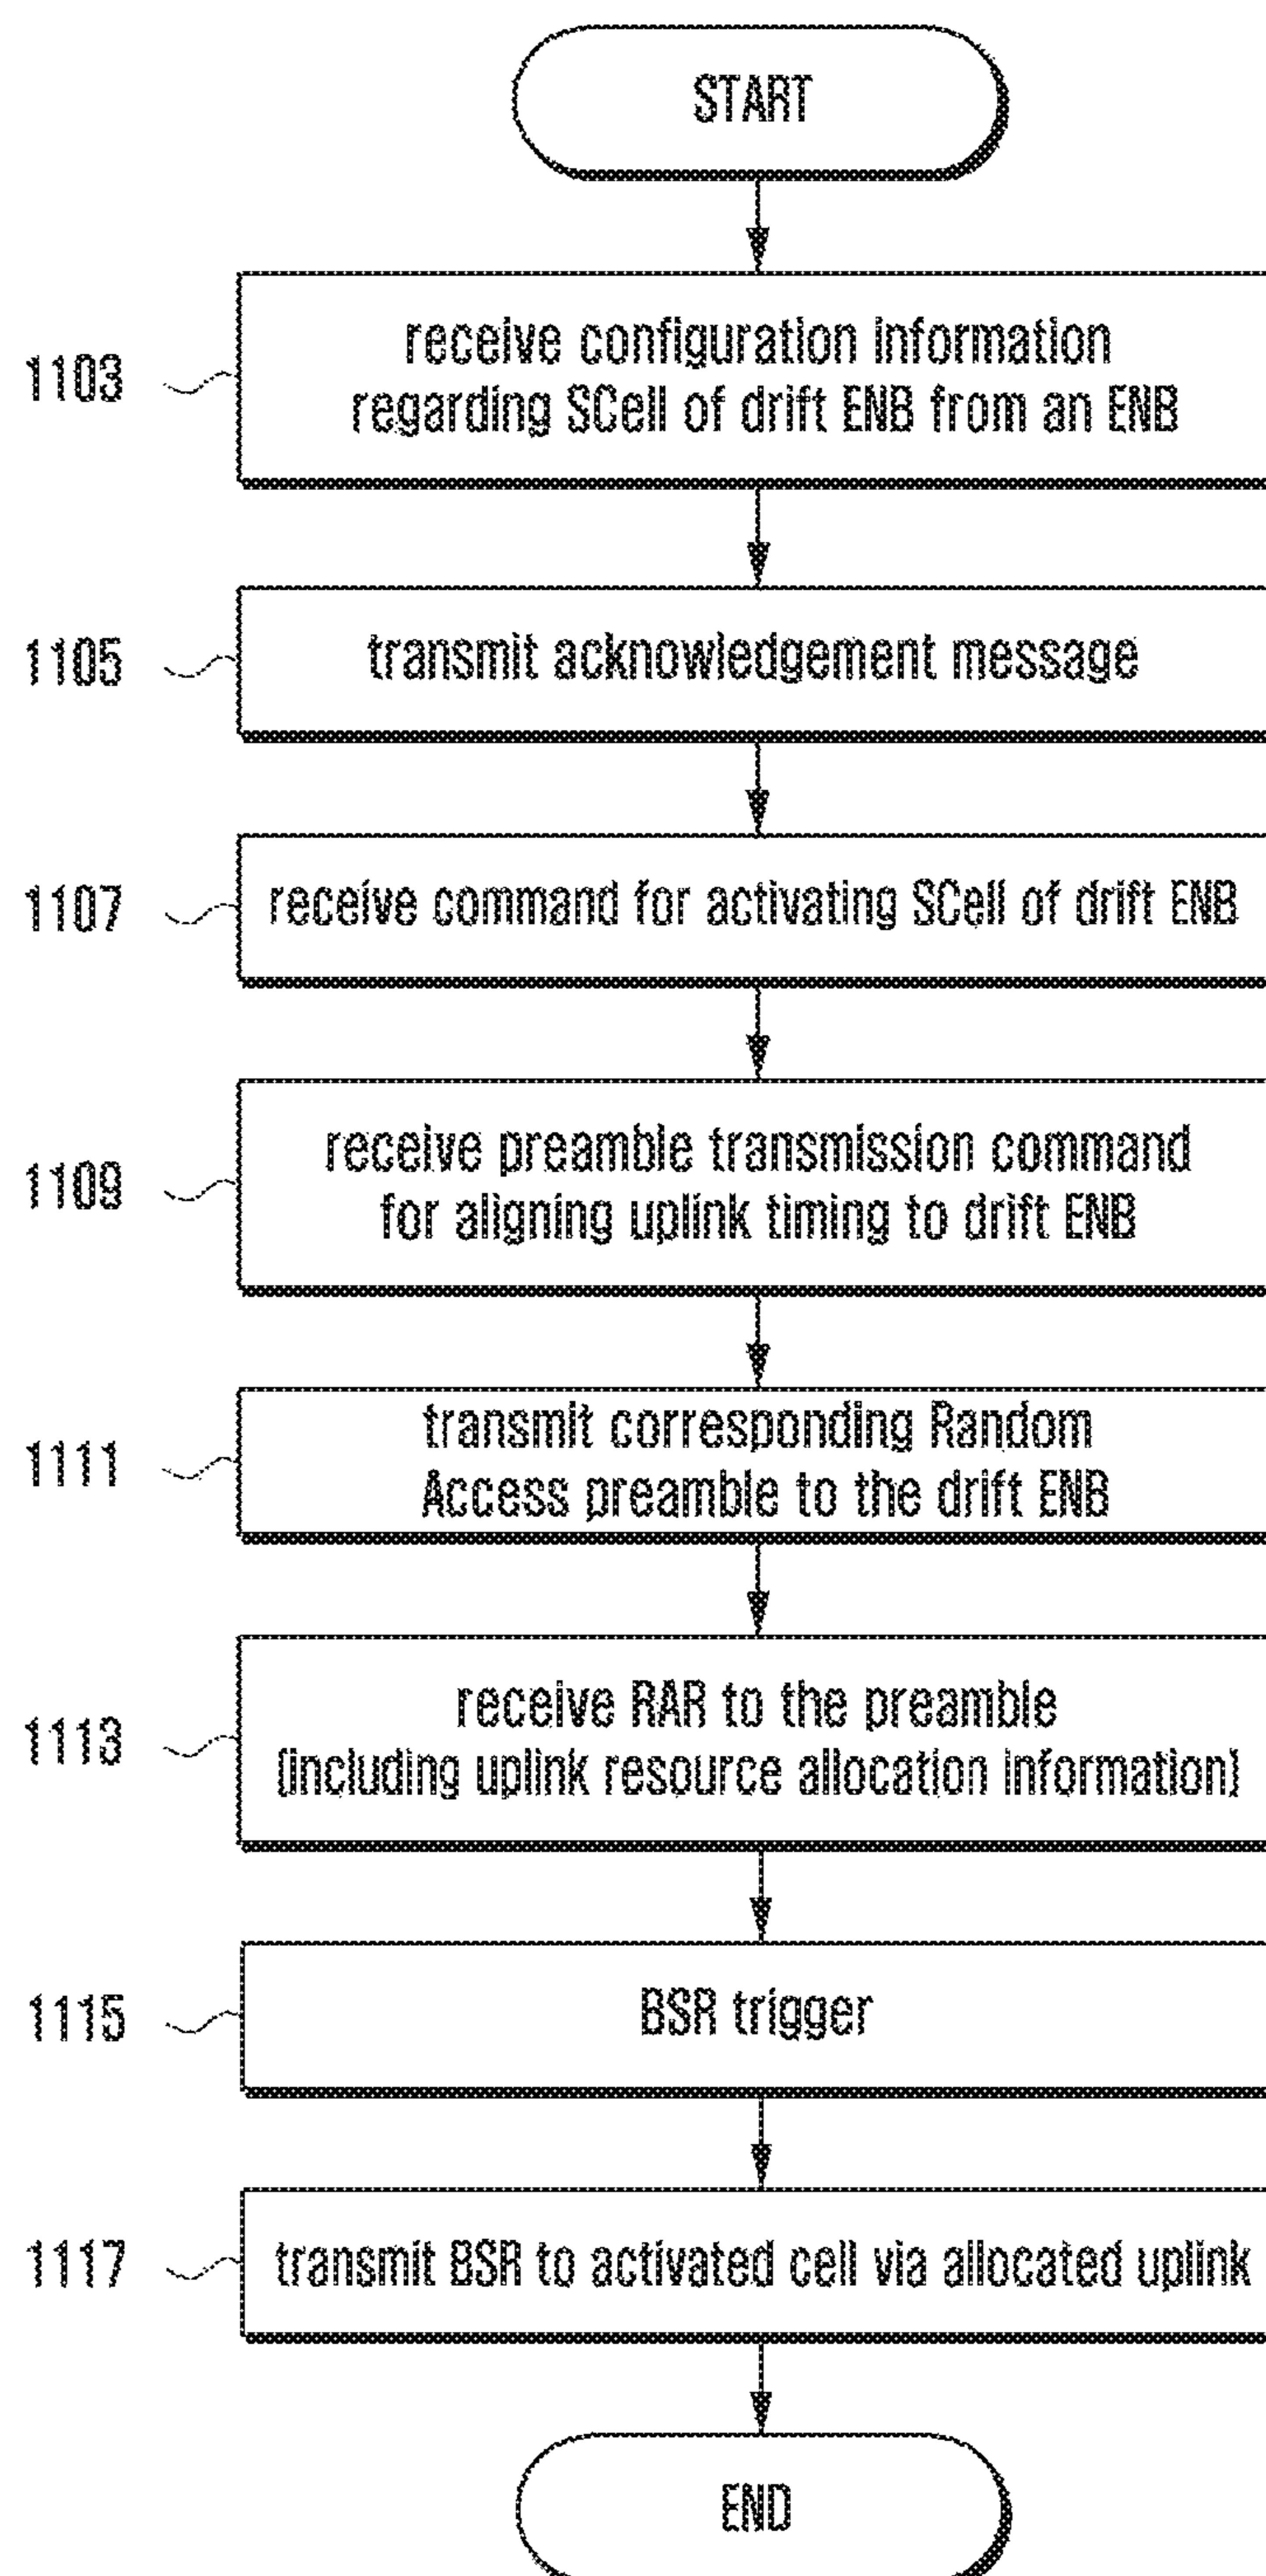 START
1103
receive configuration information
regarding SCell of drift ENB from an ENB
1105
transmit acknowledgement message
1107
receive command for activating SCell of drift ENB
1109
receive preamble transmission command
for aligning uplink timing to drift ENB
1111
transmit corresponding Random
Access preamble to the drift ENB
1113
receive RAR to the preamble
(including uplink resource allocation information)
1115
BSR trigger
1117
transmit BSR to activated cell via allocated uplink
END